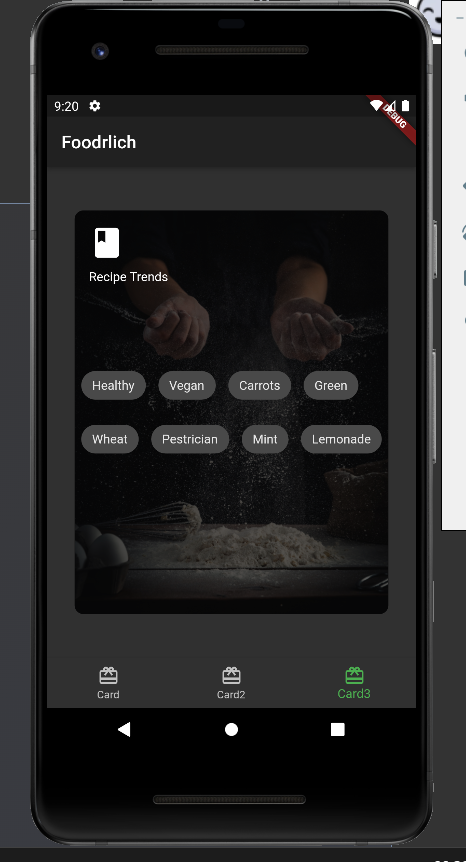 9:20
DEBUG
Foodrlich
Recipe Trends
Healthy Vegan Carrots Green
Wheat Pestrician Mint Lemonade
Card Card2 Card3